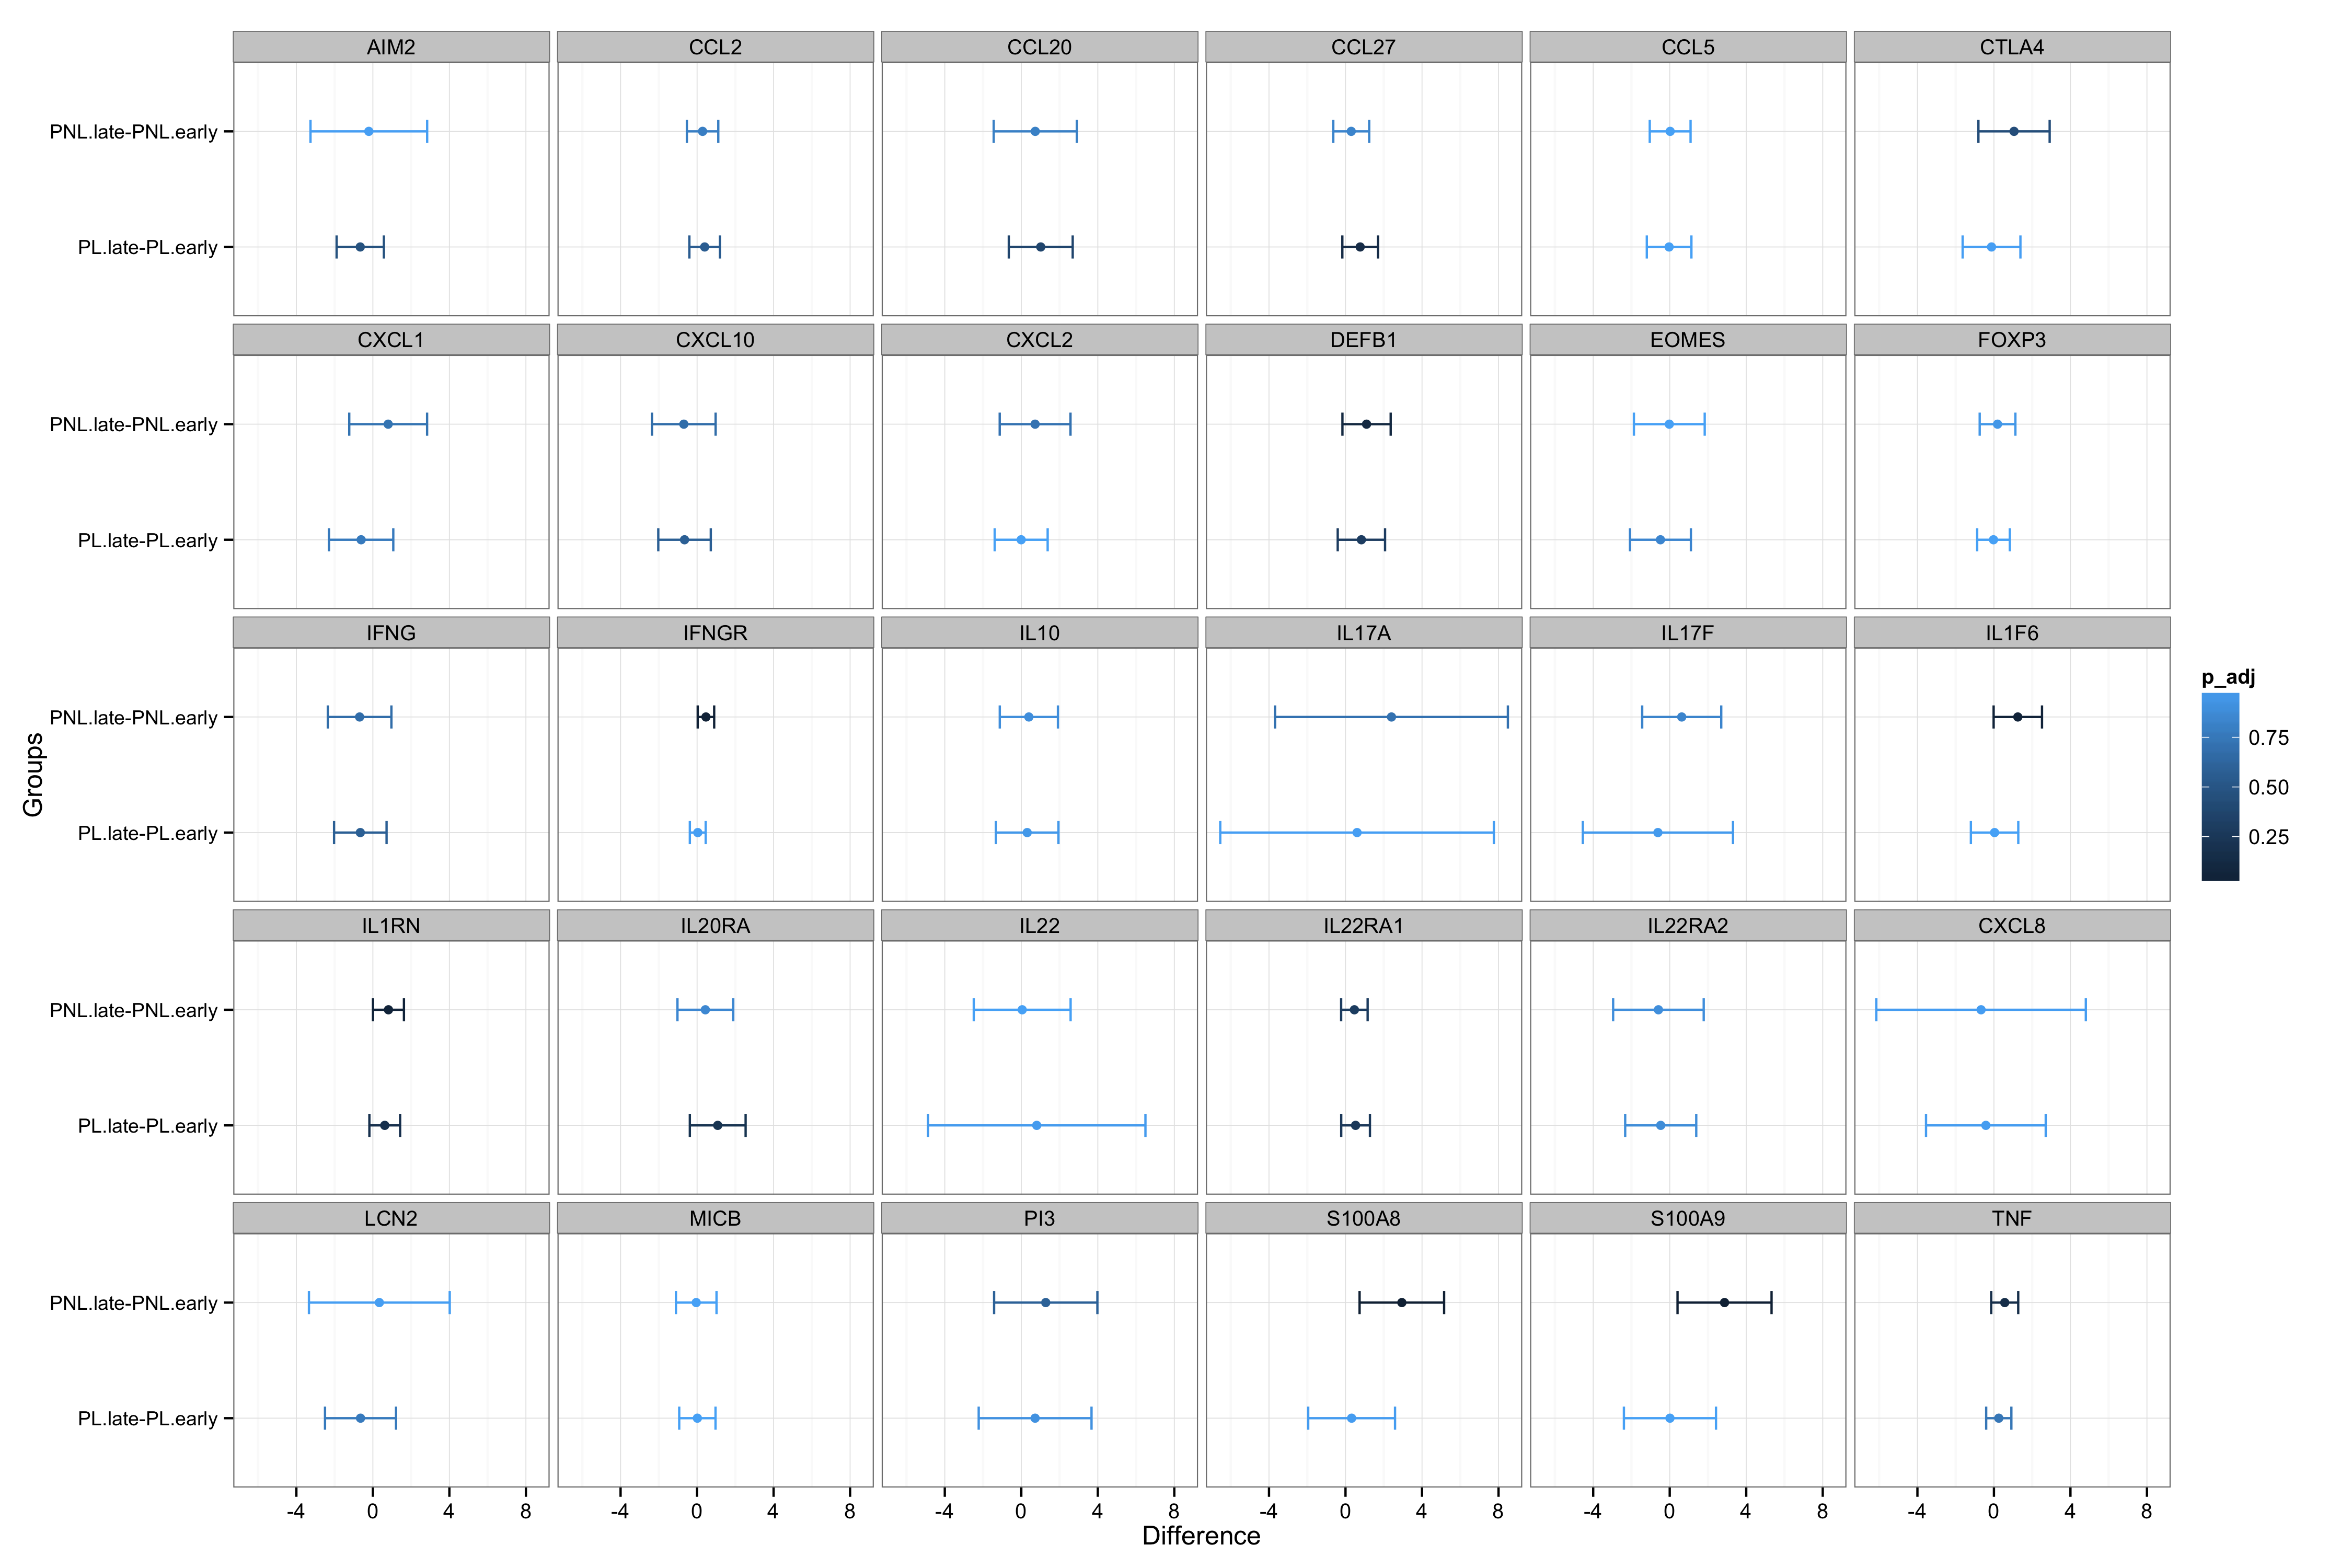 AIM2 CCL2 CCL20 CCL27 CCL5 CTLA4
PNL.late-PNL.early
PL.late-PL.early
CXCL1 CXCL10 CXCL2 DEFB1 EOMES FOXP3
PNL.late-PNL.early
PL.late-PL.early
IFNG IFNGR IL10 IL17A IL17F IL1F6
PNL.late-PNL.early
PL.late-PL.early
IL1RN IL20RA IL22 IL22RA1 IL22RA2 CXCL8
PNL.late-PNL.early
PL.late-PL.early
LCN2 MICB PI3 S100A8 S100A9 TNF
PNL.late-PNL.early
PL.late-PL.early
-4 0 4 8 -4 0 4 8 -4 0 4 8 -4 0 4 8 -4 0 4 8 -4 0 4 8
Difference
Groups
p_adj
0.75
0.50
0.25